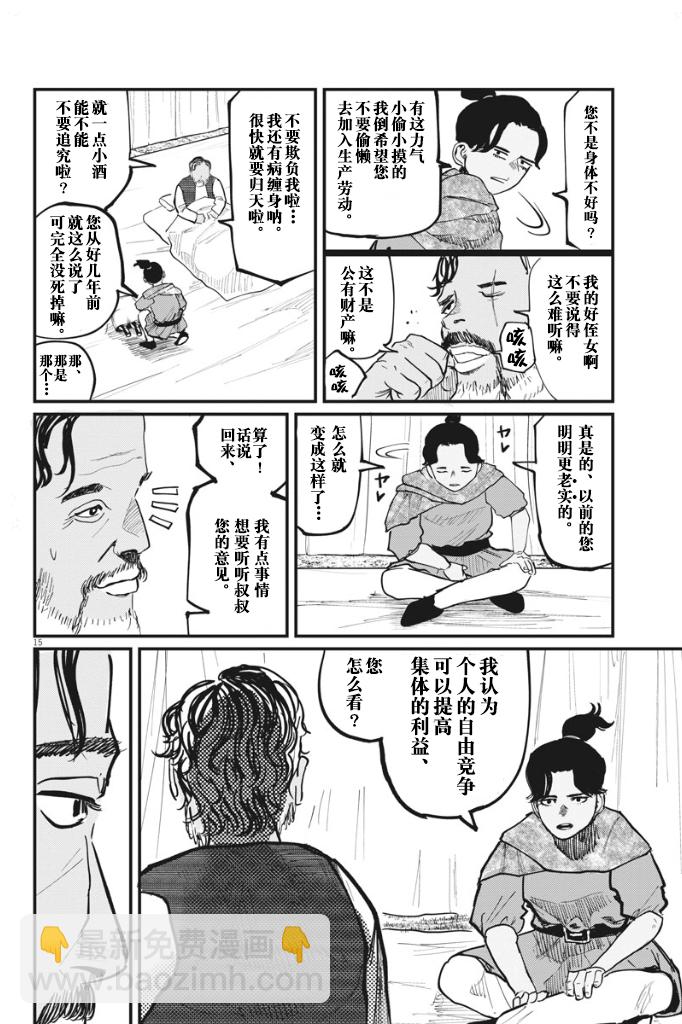 您不是身体不好吗？
有这力气
小偷小摸的
我倒希望您
不要偷懒
去加入生产劳动。
我的好侄女啊
不要说得
这么难听嘛。
咳咳
这不是
公有财产嘛。
咳咳
不要欺负我啦…
我还有病缠身呐。
很快就要归天啦。
就一点小酒
能不能
不要追究啦？
您从好几年前
就这么说了
可完全没死掉嘛。
那、
那是
那个…
真是的、以前的您
明明更老实的。
怎么就
变成这样了…
算了！
话说
回来、
我有点事情
想要听听叔叔
您的意见。
15
我认为
个人的自由竞争
可以提高
集体的利益、
您
怎么看？
最新免费漫画
www.baozimh.com